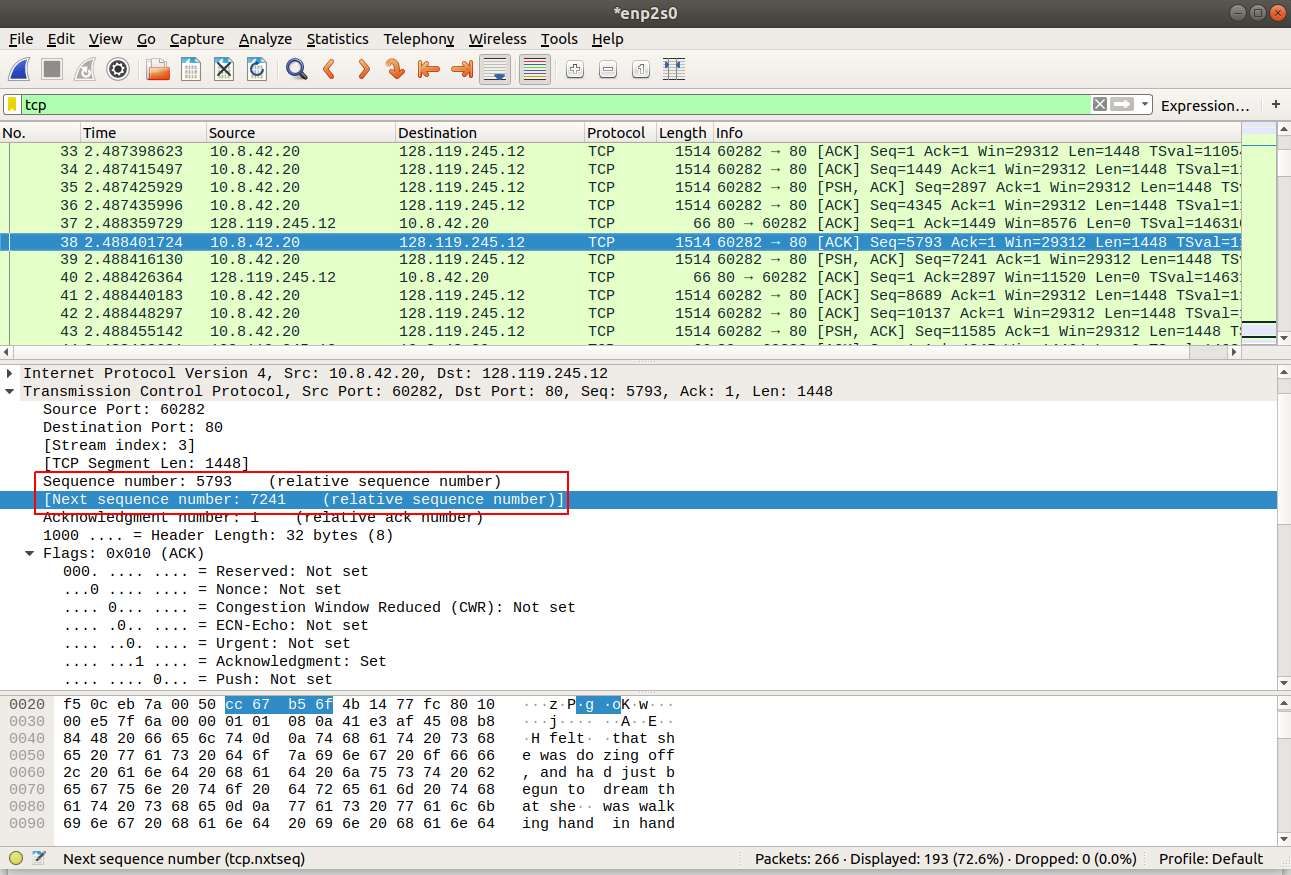 *enp2s0
File Edit View Go Capture Analyze Statistics Telephony Wireless Tools Help
tcp Expression… +
No. Time Source Destination Protocol Length Info
33 2.487398623 10.8.42.20 128.119.245.12 TCP 1514 60282 → 80 [ACK] Seq=1 Ack=1 Win=29312 Len=1448 TSval=11054
34 2.487415497 10.8.42.20 128.119.245.12 TCP 1514 60282 → 80 [ACK] Seq=1449 Ack=1 Win=29312 Len=1448 TSval=1
35 2.487425929 10.8.42.20 128.119.245.12 TCP 1514 60282 → 80 [PSH, ACK] Seq=2897 Ack=1 Win=29312 Len=1448 TS
36 2.487435996 10.8.42.20 128.119.245.12 TCP 1514 60282 → 80 [ACK] Seq=4345 Ack=1 Win=29312 Len=1448 TSval=1
37 2.488359729 128.119.245.12 10.8.42.20 TCP 66 80 → 60282 [ACK] Seq=1 Ack=1449 Win=8576 Len=0 TSval=14631
38 2.488401724 10.8.42.20 128.119.245.12 TCP 1514 60282 → 80 [ACK] Seq=5793 Ack=1 Win=29312 Len=1448 TSval=1
39 2.488416130 10.8.42.20 128.119.245.12 TCP 1514 60282 → 80 [PSH, ACK] Seq=7241 Ack=1 Win=29312 Len=1448 TS
40 2.488426364 128.119.245.12 10.8.42.20 TCP 66 80 → 60282 [ACK] Seq=1 Ack=2897 Win=11520 Len=0 TSval=1463
41 2.488440183 10.8.42.20 128.119.245.12 TCP 1514 60282 → 80 [ACK] Seq=8689 Ack=1 Win=29312 Len=1448 TSval=1
42 2.488448297 10.8.42.20 128.119.245.12 TCP 1514 60282 → 80 [ACK] Seq=10137 Ack=1 Win=29312 Len=1448 TSval=
43 2.488455142 10.8.42.20 128.119.245.12 TCP 1514 60282 → 80 [PSH, ACK] Seq=11585 Ack=1 Win=29312 Len=1448 T
Internet Protocol Version 4, Src: 10.8.42.20, Dst: 128.119.245.12
Transmission Control Protocol, Src Port: 60282, Dst Port: 80, Seq: 5793, Ack: 1, Len: 1448
Source Port: 60282
Destination Port: 80
[Stream index: 3]
[TCP Segment Len: 1448]
Sequence number: 5793 (relative sequence number)
[Next sequence number: 7241 (relative sequence number)]
Acknowledgment number: 1 (relative ack number)
1000 .... = Header Length: 32 bytes (8)
Flags: 0x010 (ACK)
000. .... .... = Reserved: Not set
...0 .... .... = Nonce: Not set
.... 0... .... = Congestion Window Reduced (CWR): Not set
.... .0.. .... = ECN-Echo: Not set
.... ..0. .... = Urgent: Not set
.... ...1 .... = Acknowledgment: Set
.... .... 0... = Push: Not set
0020 f5 0c eb 7a 00 50 cc 67 b5 6f 4b 14 77 fc 80 10 ···z·P·g ·oK·w···
0030 00 e5 7f 6a 00 00 01 01 08 0a 41 e3 af 45 08 b8 ···j···· ··A··E··
0040 84 48 20 66 65 6c 74 0d 0a 74 68 61 74 20 73 68 ·H felt· ·that sh
0050 65 20 77 61 73 20 64 6f 7a 69 6e 67 20 6f 66 66 e was do zing off
0060 2c 20 61 6e 64 20 68 61 64 20 6a 75 73 74 20 62 , and ha d just b
0070 65 67 75 6e 20 74 6f 20 64 72 65 61 6d 20 74 68 egun to  dream th
0080 61 74 20 73 68 65 0d 0a 77 61 73 20 77 61 6c 6b at she·· was walk
0090 69 6e 67 20 68 61 6e 64 20 69 6e 20 68 61 6e 64 ing hand  in hand
Next sequence number (tcp.nxtseq) Packets: 266 · Displayed: 193 (72.6%) · Dropped: 0 (0.0%) Profile: Default